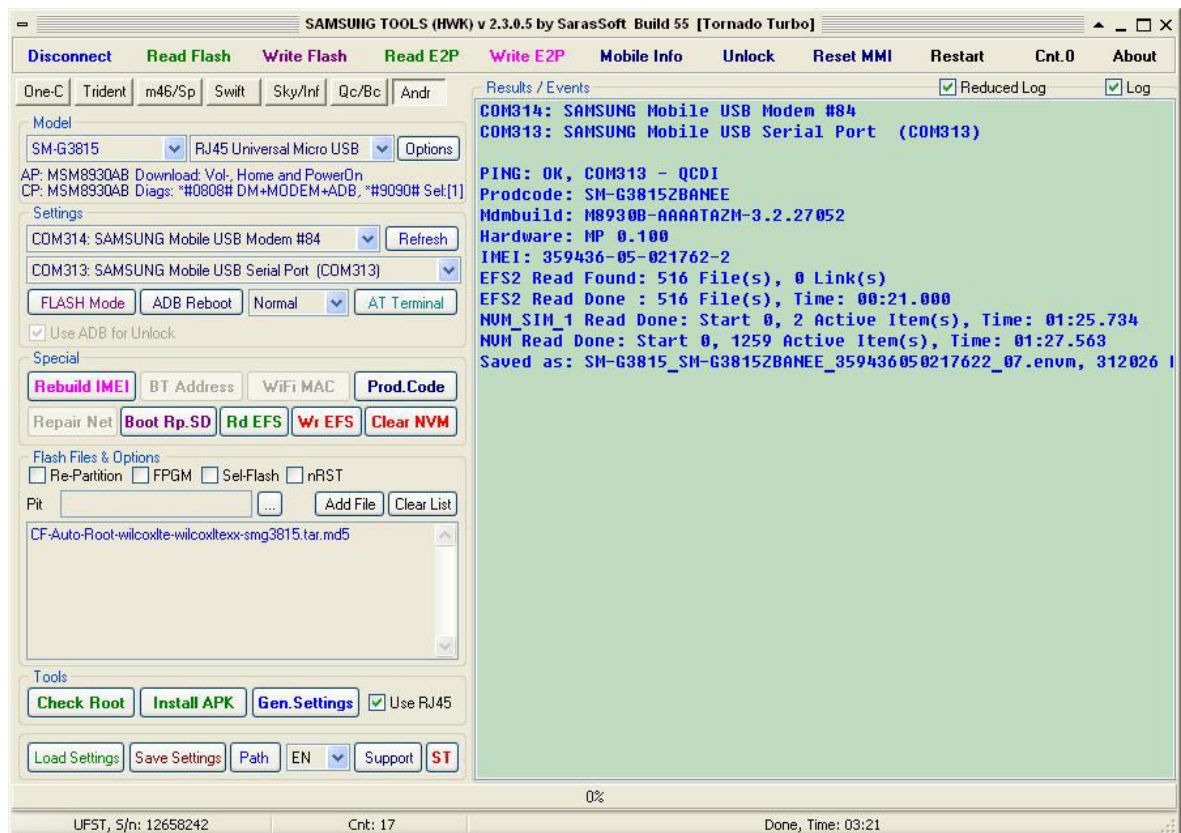 SAMSUNG TOOLS (HWK) v 2.3.0.5 by SarasSoft Build 55 [Tornado Turbo]
Disconnect Read Flash Write Flash Read E2P Write E2P Mobile Info Unlock Reset MMI Restart Cnt.0 About
One-C Trident m46/Sp Swift Sky/Inf Qc/Bc Andr
Model
SM-G3815 RJ45 Universal Micro USB Options
AP: MSM8930AB Download: Vol-, Home and PowerOn
CP: MSM8930AB Diags: *#0808# DM+MODEM+ADB, *#9090# Sel:[1]
Settings
COM314: SAMSUNG Mobile USB Modem #84 Refresh
COM313: SAMSUNG Mobile USB Serial Port (COM313)
FLASH Mode ADB Reboot Normal AT Terminal
Use ADB for Unlock
Special
Rebuild IMEI BT Address WiFi MAC Prod.Code
Repair Net Boot Rp.SD Rd EFS Wr EFS Clear NVM
Flash Files & Options
Re-Partition FPGM Sel-Flash nRST
Pit ... Add File Clear List
CF-Auto-Root-wilcoxlte-wilcoxltexx-smg3815.tar.md5
Tools
Check Root Install APK Gen.Settings Use RJ45
Load Settings Save Settings Path EN Support ST
Results / Events Reduced Log Log
COM314: SAMSUNG Mobile USB Modem #84
COM313: SAMSUNG Mobile USB Serial Port (COM313)
PING: OK, COM313 - QCDI
Prodcode: SM-G3815ZBANEE
Mdmbuild: M8930B-AAAATAZM-3.2.27052
Hardware: MP 0.100
IMEI: 359436-05-021762-2
EFS2 Read Found: 516 File(s), 0 Link(s)
EFS2 Read Done : 516 File(s), Time: 00:21.000
NVM_SIM_1 Read Done: Start 0, 2 Active Item(s), Time: 01:25.734
NVM Read Done: Start 0, 1259 Active Item(s), Time: 01:27.563
Saved as: SM-G3815_SM-G3815ZBANEE_359436050217622_07.envm, 312026
0%
UFST, S/n: 12658242 Cnt: 17 Done, Time: 03:21